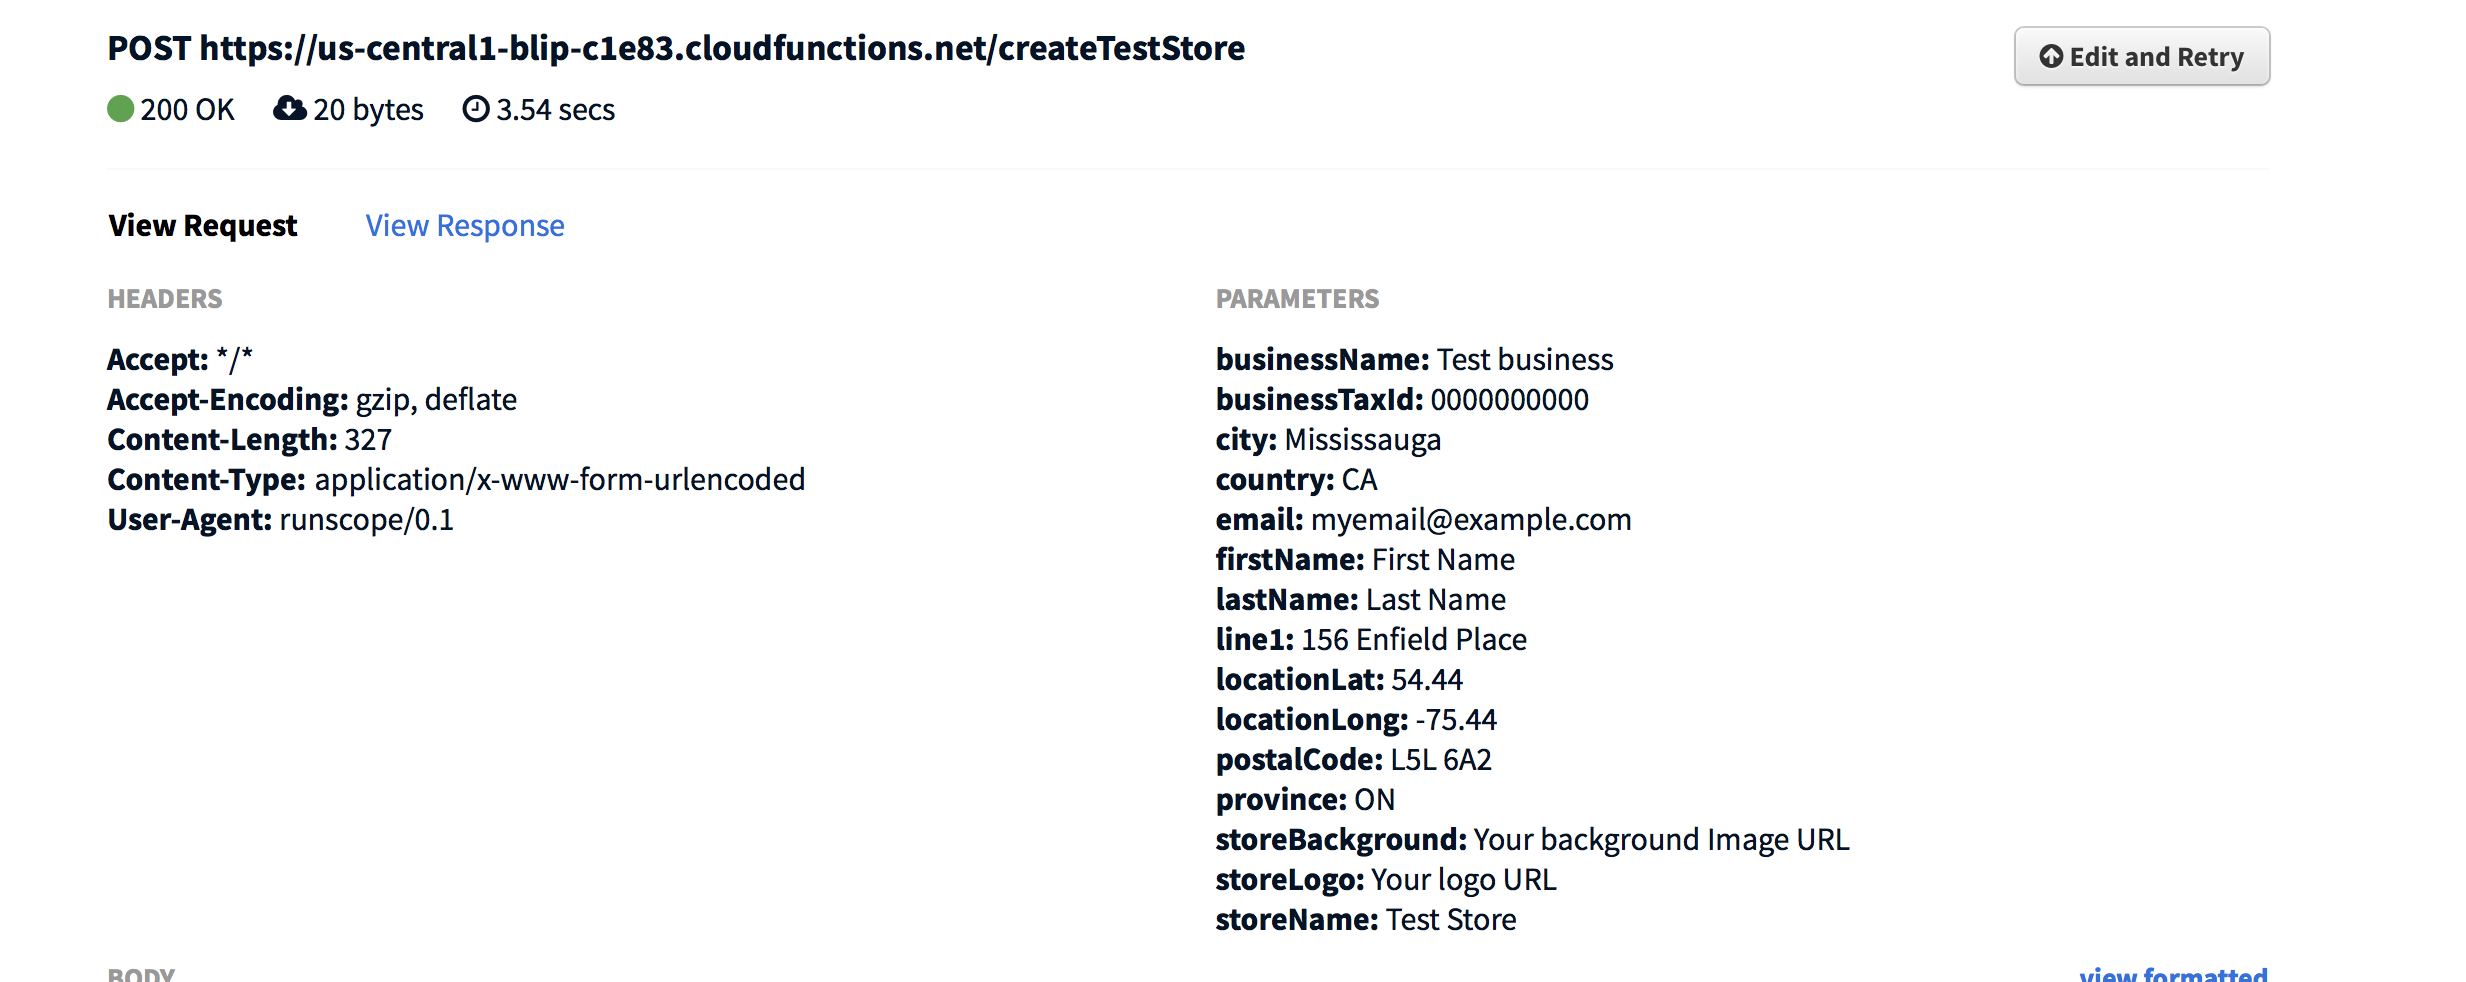 POST https://us-central1-blip-c1e83.cloudfunctions.net/createTestStore
Edit and Retry
200 OK 20 bytes 3.54 secs
View Request View Response
HEADERS
Accept: */*
Accept-Encoding: gzip, deflate
Content-Length: 327
Content-Type: application/x-www-form-urlencoded
User-Agent: runscope/0.1
PARAMETERS
businessName: Test business
businessTaxId: 0000000000
city: Mississauga
country: CA
email: myemail@example.com
firstName: First Name
lastName: Last Name
line1: 156 Enfield Place
locationLat: 54.44
locationLong: -75.44
postalCode: L5L 6A2
province: ON
storeBackground: Your background Image URL
storeLogo: Your logo URL
storeName: Test Store
BODY
view formatted